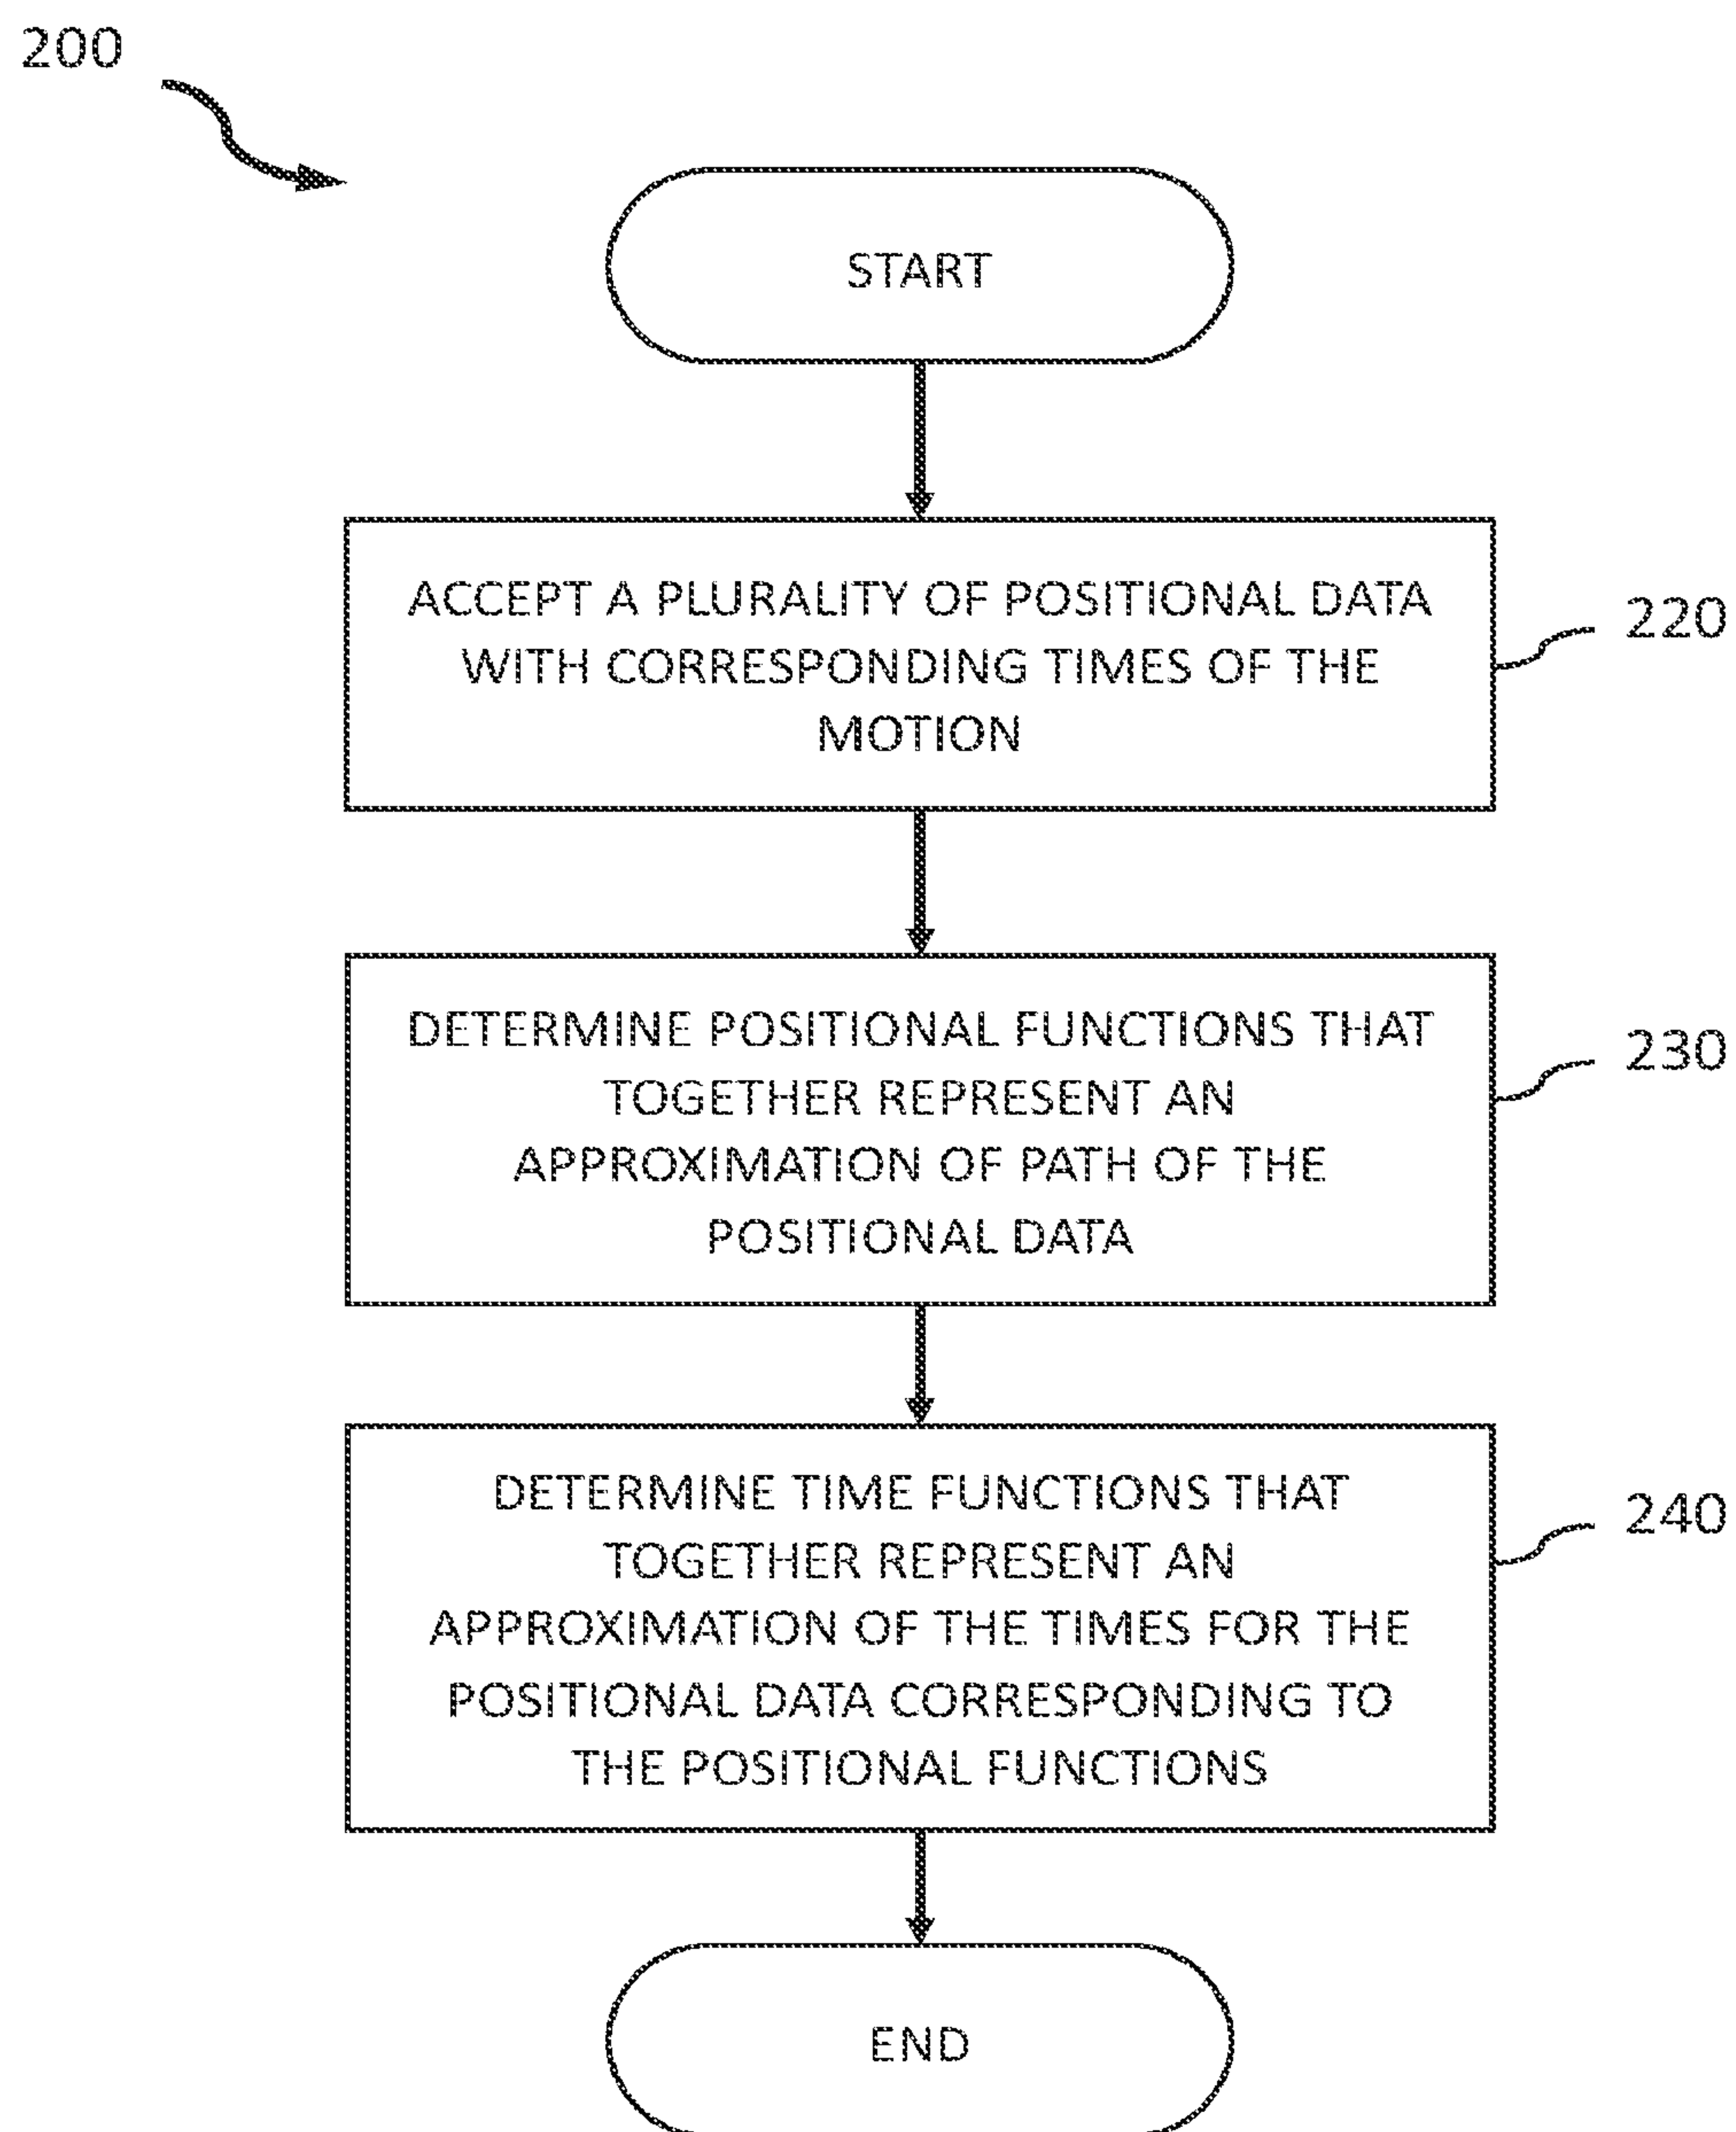 200
START
ACCEPT A PLURALITY OF POSITIONAL DATA
WITH CORRESPONDING TIMES OF THE
MOTION
220
DETERMINE POSITIONAL FUNCTIONS THAT
TOGETHER REPRESENT AN
APPROXIMATION OF PATH OF THE
POSITIONAL DATA
230
DETERMINE TIME FUNCTIONS THAT
TOGETHER REPRESENT AN
APPROXIMATION OF THE TIMES FOR THE
POSITIONAL DATA CORRESPONDING TO
THE POSITIONAL FUNCTIONS
240
END